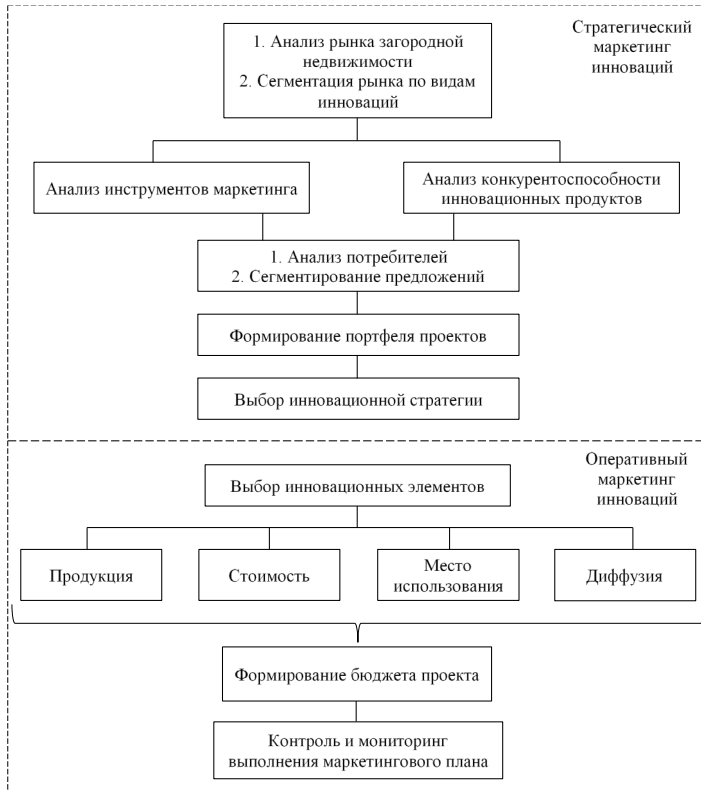 Стратегический
маркетинг
инноваций
1. Анализ рынка загородной
недвижимости
2. Сегментация рынка по видам
инноваций
Анализ инструментов маркетинга
Анализ конкурентоспособности
инновационных продуктов
1. Анализ потребителей
2. Сегментирование предложений
Формирование портфеля проектов
Выбор инновационной стратегии
Оперативный
маркетинг
инноваций
Выбор инновационных элементов
Продукция
Стоимость
Место
использования
Диффузия
Формирование бюджета проекта
Контроль и мониторинг
выполнения маркетингового плана